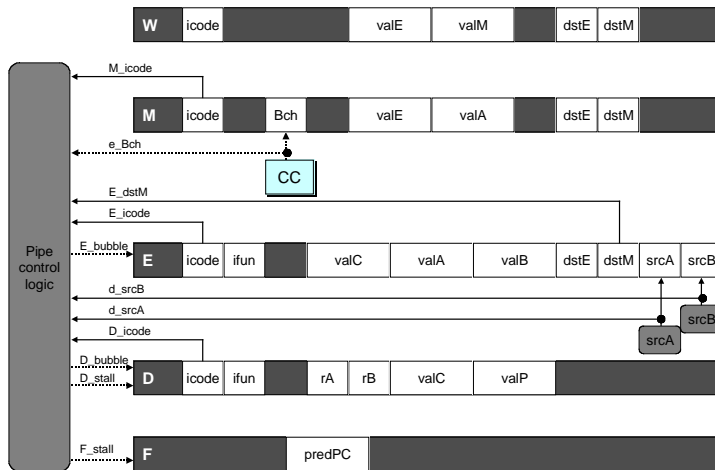 W icode valE valM dstE dstM
M_icode
M icode Bch valE valA dstE dstM
e_Bch
CC
E_dstM
E_icode
E_bubble
E icode ifun valC valA valB dstE dstM srcA srcB
Pipe
control
logic
d_srcB
d_srcA
srcB
D_icode
srcA
D_bubble
D icode ifun rA rB valC valP
D_stall
F_stall
F predPC